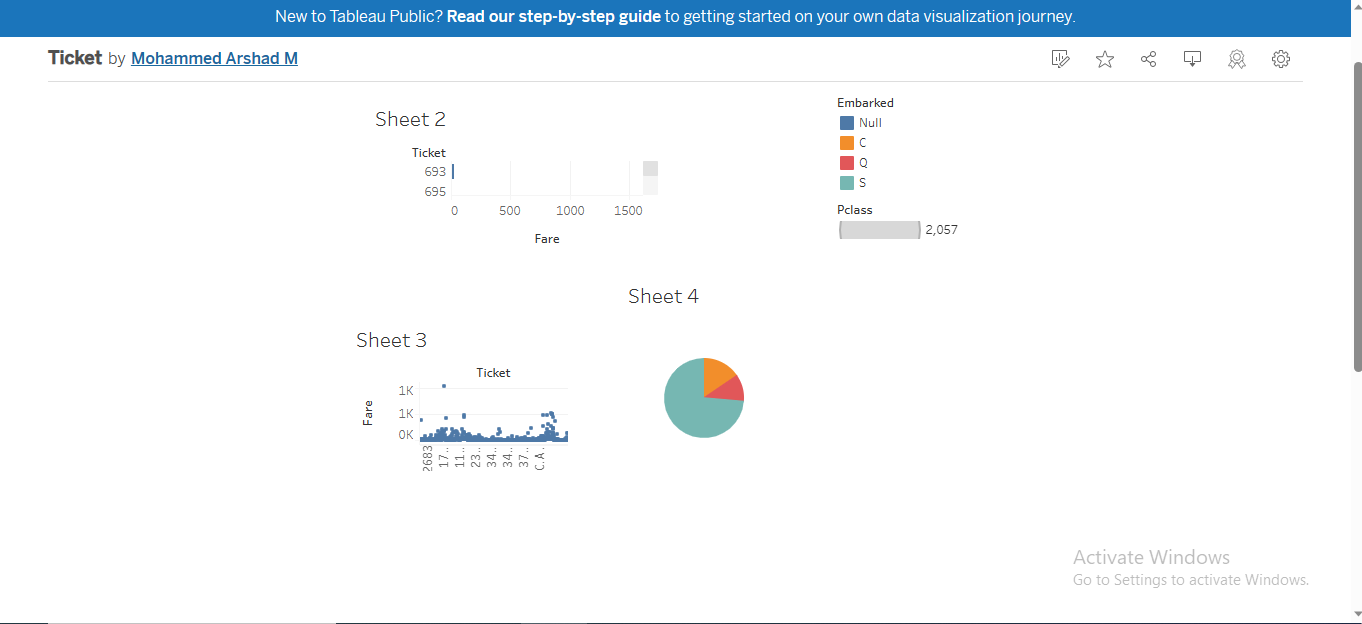 New to Tableau Public? Read our step-by-step guide to getting started on your own data visualization journey.
Ticket by Mohammed Arshad M
Sheet 2
Ticket
693
695
0 500 1000 1500
Fare
Embarked
Null
C
Q
S
Pclass
2,057
Sheet 4
Sheet 3
Ticket
Fare
1K
1K
0K
2683 17.. 11.. 23.. 34.. 34.. 37.. C.A.
Activate Windows
Go to Settings to activate Windows.